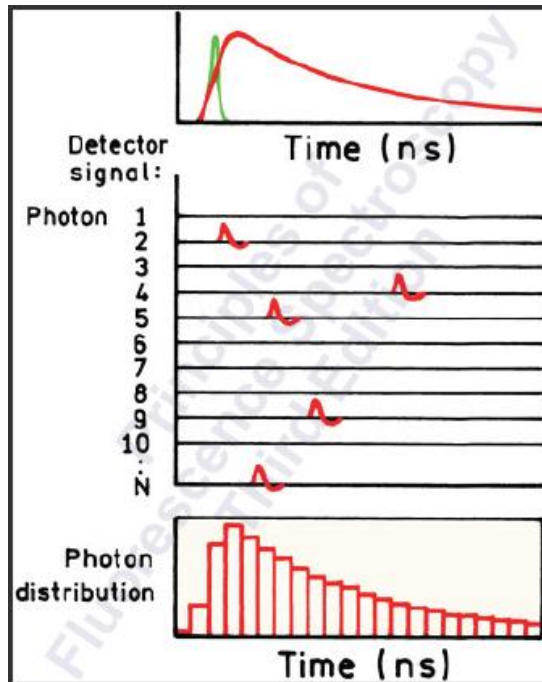 Time (ns)
Detector
signal:
Photon 1
2
3
4
5
6
7
8
9
10
.
.
N
Photon
distribution
Time (ns)
Principles of
Fluorescence Spectroscopy
Third Edition